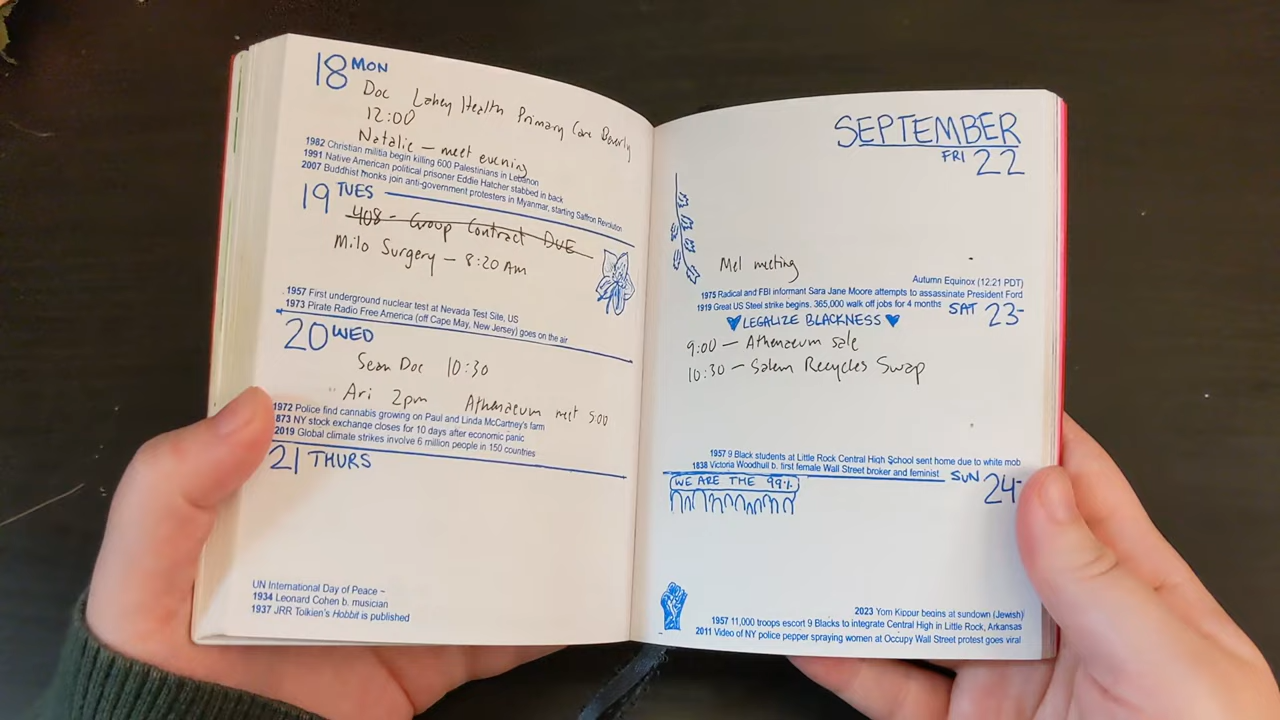 18 MON
Doc Lahey Health Primary Care Beverly
12:00
Natalie – meet evening
1982 Christian militia begin killing 600 Palestinians in Lebanon
1991 Native American political prisoner Eddie Hatcher stabbed in back
2007 Buddhist monks join anti-government protesters in Myanmar, starting Saffron Revolution
19 TUES
408 - Group Contract DUE
Milo Surgery – 8:20 Am
1957 First underground nuclear test at Nevada Test Site, US
1973 Pirate Radio Free America (off Cape May, New Jersey) goes on the air
20 WED
Sean Doc 10:30
Ari 2pm Athenaeum meet 5:00
1972 Police find cannabis growing on Paul and Linda McCartney's farm
1873 NY stock exchange closes for 10 days after economic panic
2019 Global climate strikes involve 6 million people in 150 countries
21 THURS
UN International Day of Peace ~
1934 Leonard Cohen b. musician
1937 JRR Tolkien's Hobbit is published
SEPTEMBER
FRI 22
Mel meeting
Autumn Equinox (12:21 PDT)
1975 Radical and FBI informant Sara Jane Moore attempts to assassinate President Ford
1919 Great US Steel strike begins. 365,000 walk off jobs for 4 months
SAT 23
LEGALIZE BLACKNESS
9:00 – Athenaeum sale
10:30 – Salem Recycles Swap
1957 9 Black students at Little Rock Central High School sent home due to white mob
1838 Victoria Woodhull b. first female Wall Street broker and feminist
SUN 24
WE ARE THE 99%
2023 Yom Kippur begins at sundown (Jewish)
1957 11,000 troops escort 9 Blacks to integrate Central High in Little Rock, Arkansas
2011 Video of NY police pepper spraying women at Occupy Wall Street protest goes viral